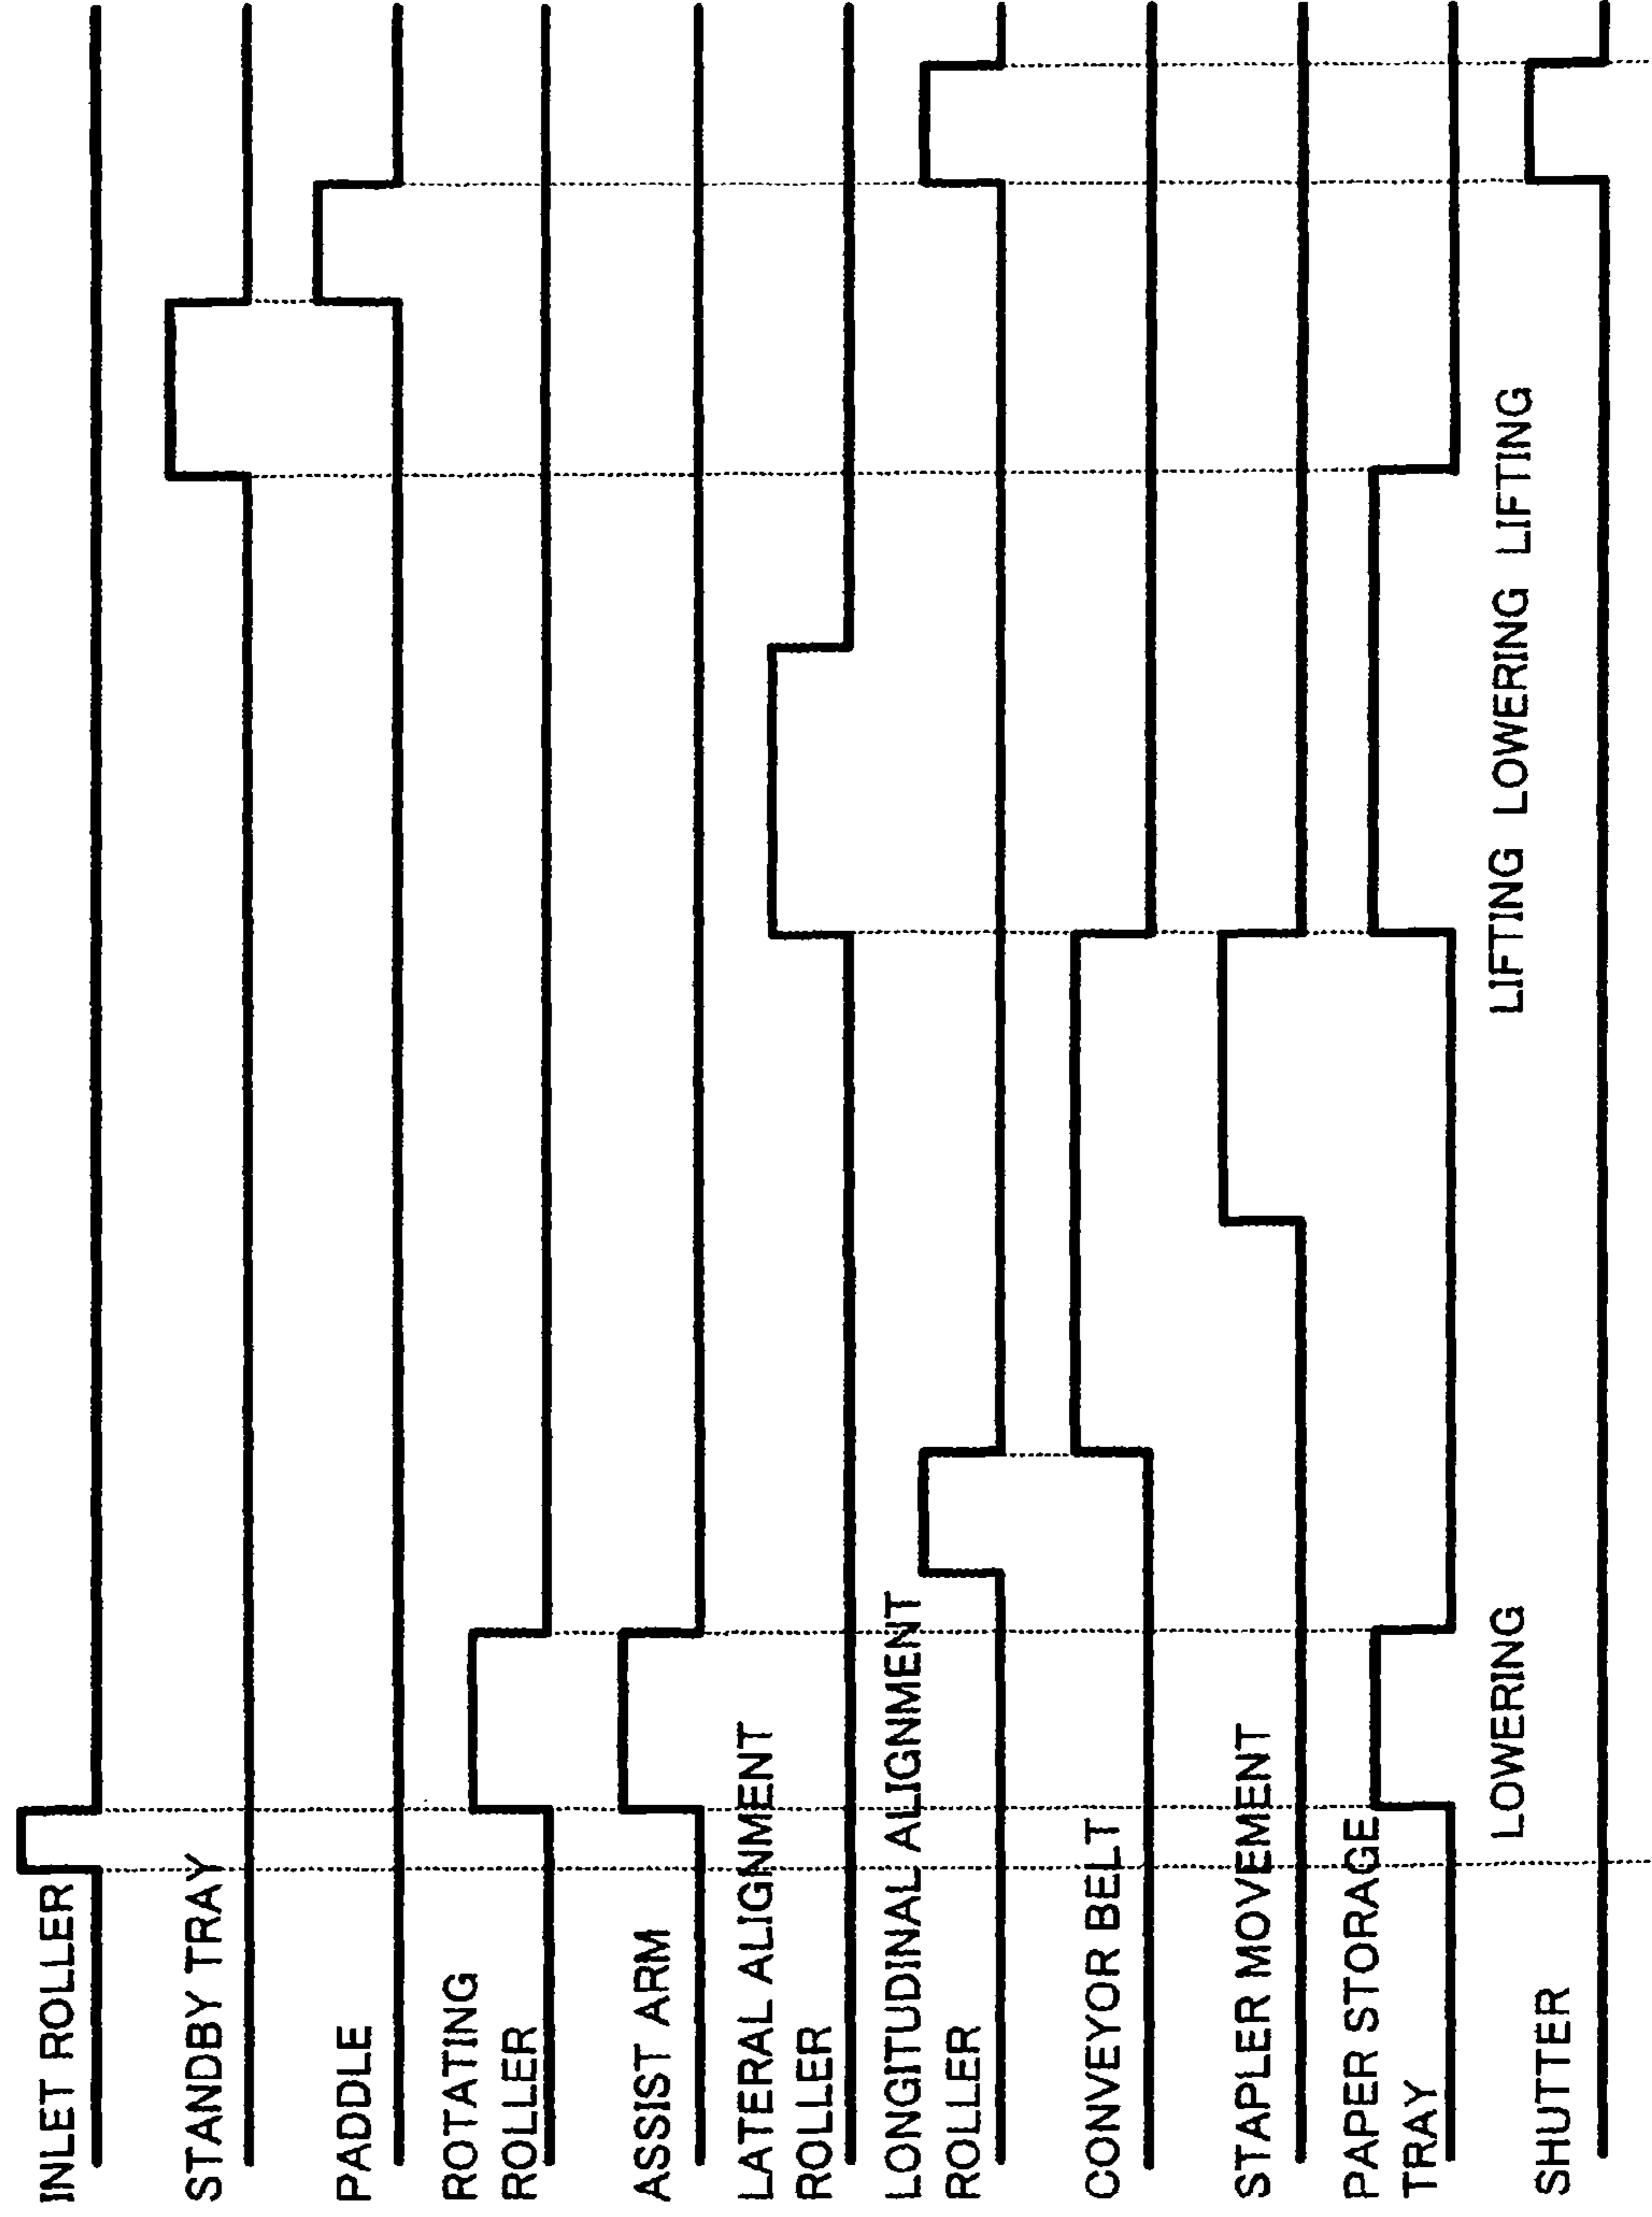 INLET ROLLER
STANDBY TRAY
PADDLE
ROTATING
ROLLER
ASSIST ARM
LATERAL ALIGNMENT
ROLLER
LONGITUDINAL ALIGNMENT
ROLLER
CONVEYOR BELT
STAPLER MOVEMENT
PAPER STORAGE
TRAY
LOWERING
LIFTING LOWERING LIFTING
SHUTTER